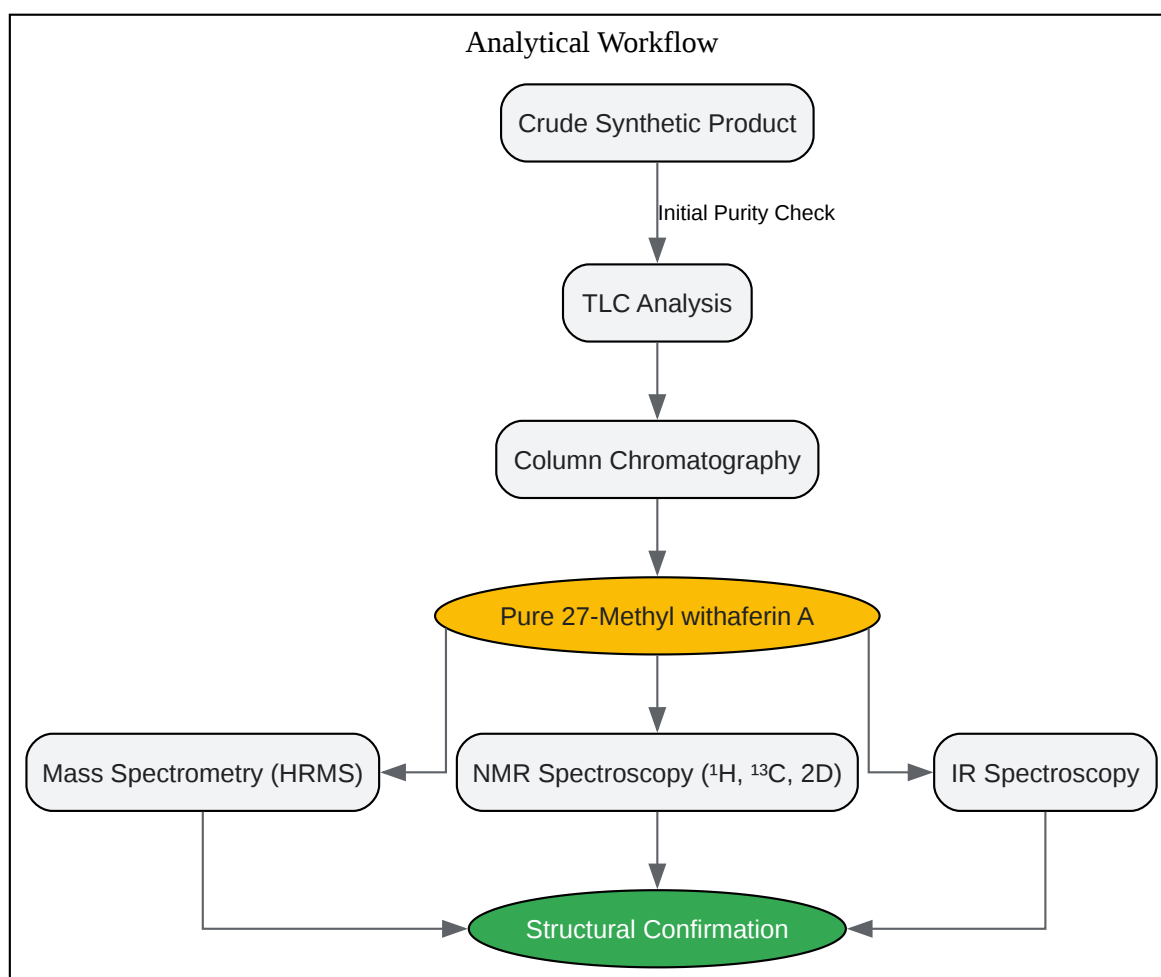 Analytical Workflow
Crude Synthetic Product
Initial Purity Check
TLC Analysis
Column Chromatography
Pure 27-Methyl withaferin A
Mass Spectrometry (HRMS)
NMR Spectroscopy (¹H, ¹³C, 2D)
IR Spectroscopy
Structural Confirmation